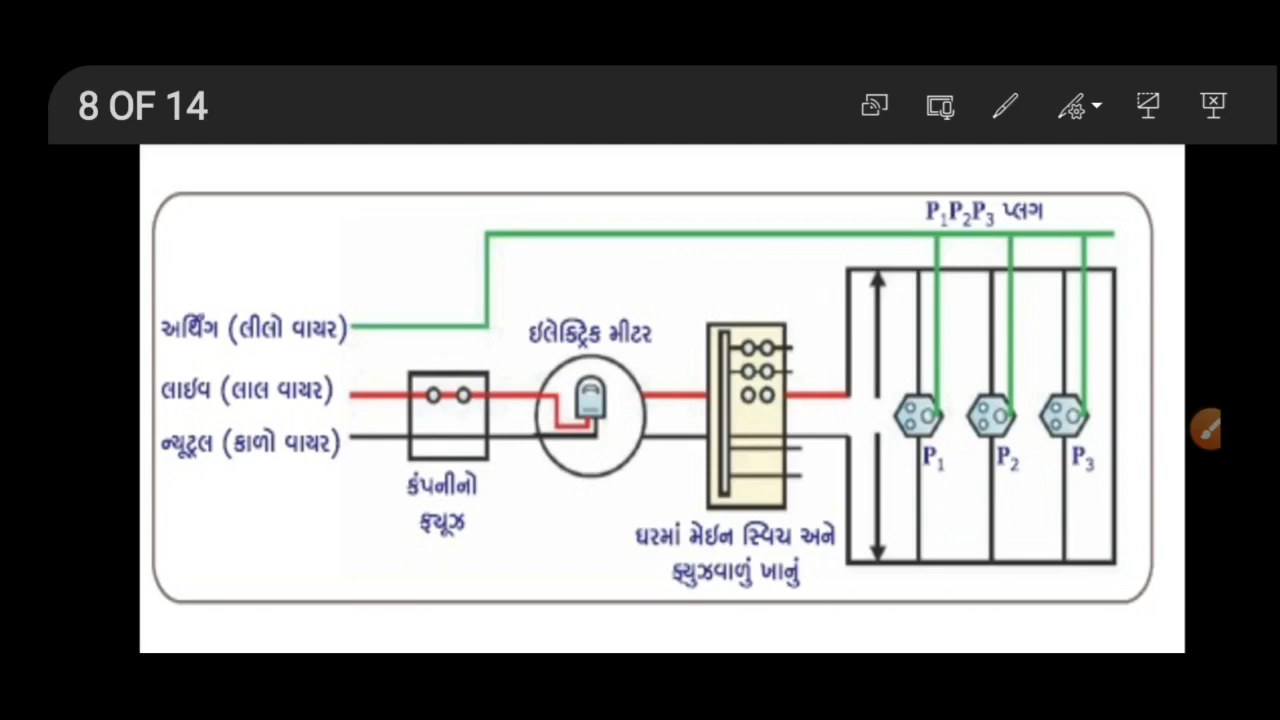 8 OF 14
P₁P₂P₃ પ્લગ
અર્થિંગ (લીલો વાયર)
ઇલેક્ટ્રિક મીટર
લાઈવ (લાલ વાયર)
ન્યૂટ્રલ (કાળો વાયર)
P₁
P₂
P₃
કંપનીનો
ફ્યૂઝ
ઘરમાં મેઇન સ્વિચ અને
ફ્યુઝવાળું ખાનું